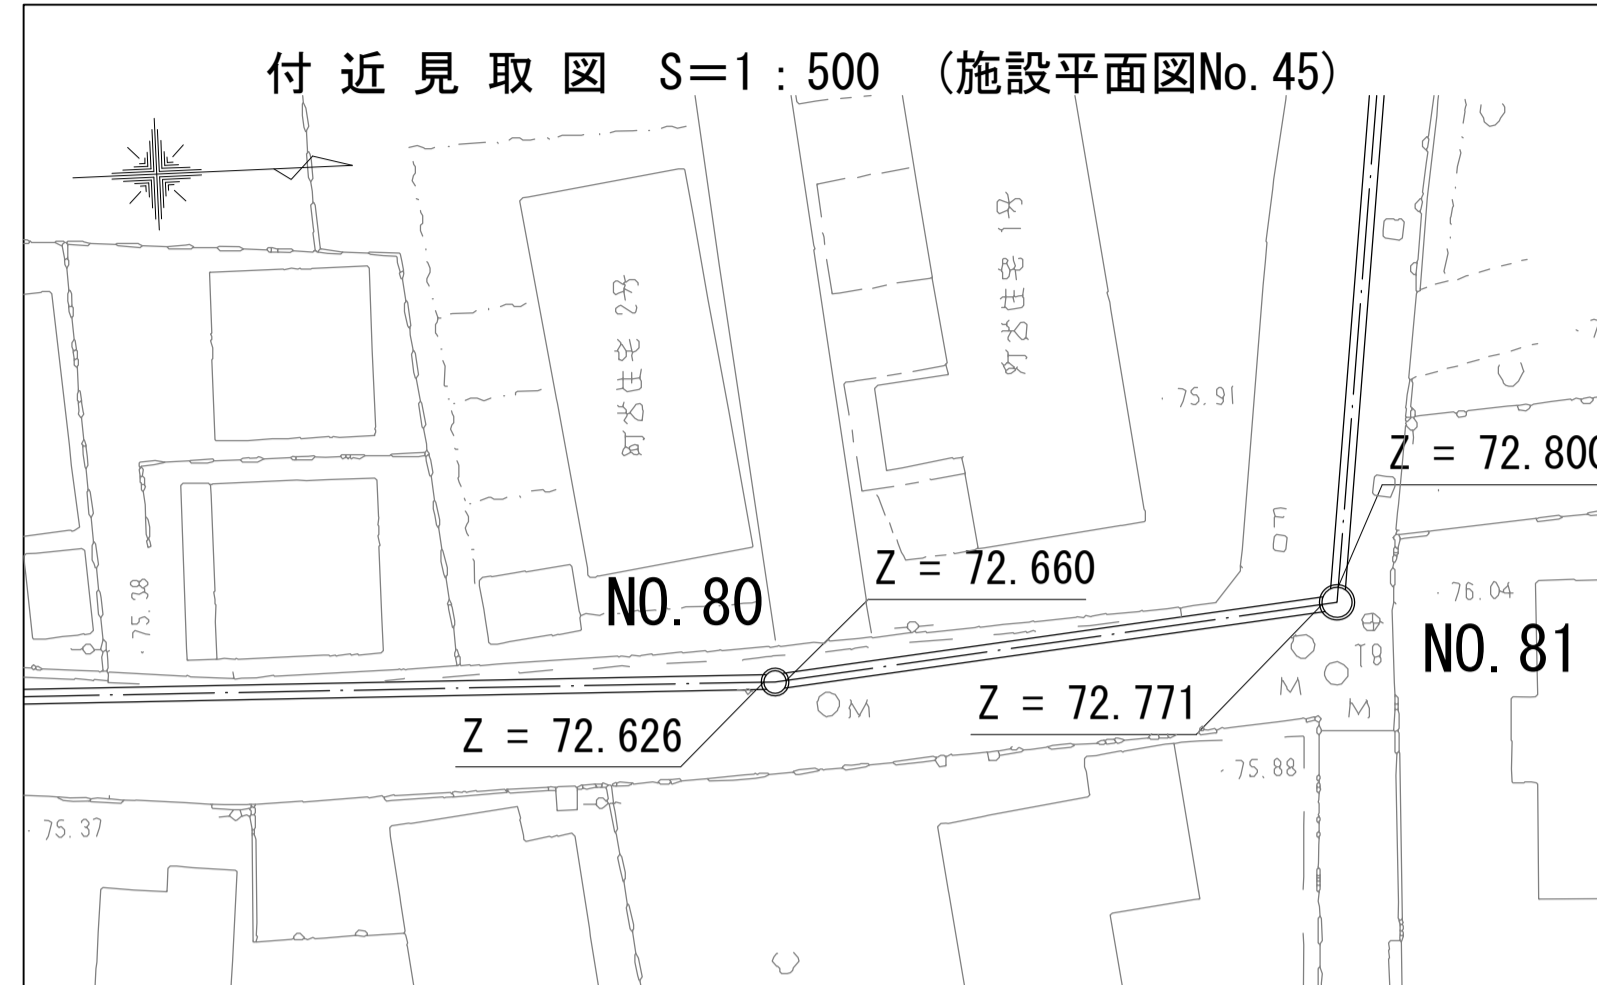 付近見取図 S=1:500 (施設平面図No.45)
町営住宅 2号
町営住宅 1号
75.91
Z = 72.800
75.38
NO.80
Z = 72.660
76.04
NO.81
TB
M
M
M
Z = 72.626
Z = 72.771
75.88
75.37